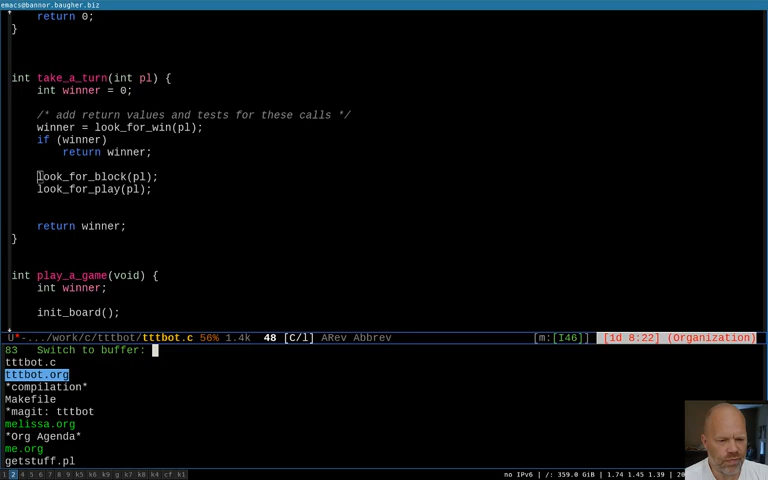 emacs@bannor.baugher.biz
return 0;
}
int take_a_turn(int pl) {
int winner = 0;
/* add return values and tests for these calls */
winner = look_for_win(pl);
if (winner)
return winner;
look_for_block(pl);
look_for_play(pl);
return winner;
}
int play_a_game(void) {
int winner;
init_board();
U*-.../work/c/tttbot/tttbot.c 56% 1.4k 48 [C/l] ARev Abbrev [m:[I46]] [1d 8:22] (Organization)
83 Switch to buffer:
tttbot.c
tttbot.org
*compilation*
Makefile
*magit: tttbot
melissa.org
*Org Agenda*
me.org
getstuff.pl
1 2 4 5 6 7 8 9 k5 k6 k9 g k7 k8 k4 cf k1 no IPv6 | /: 359.0 GiB | 1.74 1.45 1.39 | 20